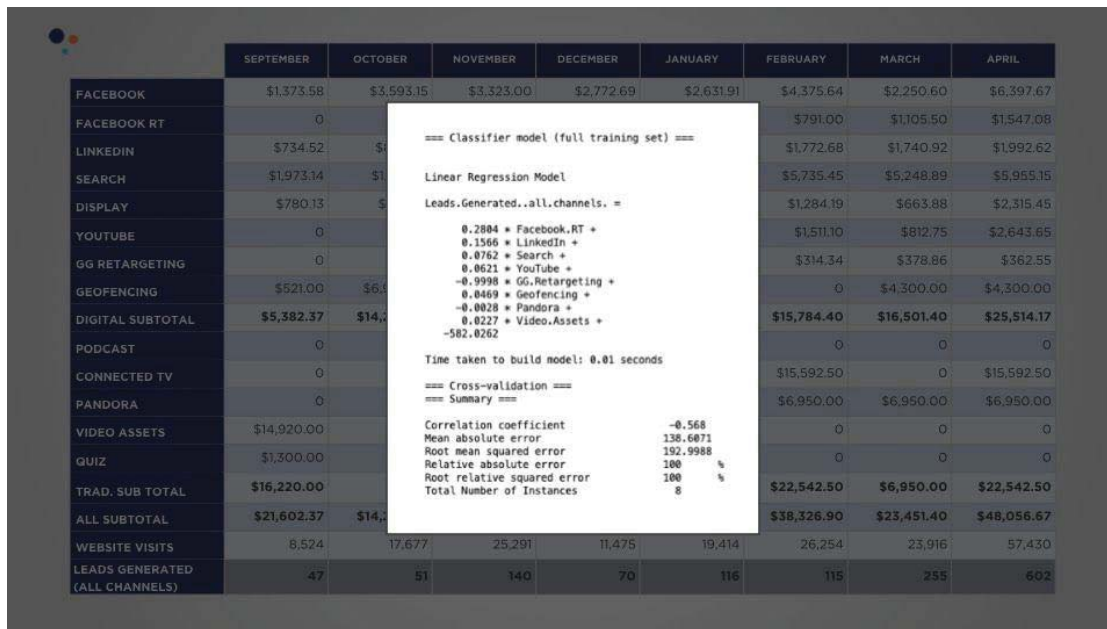 SEPTEMBER OCTOBER NOVEMBER DECEMBER JANUARY FEBRUARY MARCH APRIL
FACEBOOK $1,373.58 $3,593.15 $3,323.00 $2,772.69 $2,631.91 $4,375.64 $2,250.60 $6,397.67
FACEBOOK RT 0 $791.00 $1,105.50 $1,547.08
LINKEDIN $734.52 $1,772.68 $1,740.92 $1,992.62
SEARCH $1,973.14 $1, $5,735.45 $5,248.89 $5,955.15
DISPLAY $780.13 $ $1,284.19 $663.88 $2,315.45
YOUTUBE 0 $1,511.10 $812.75 $2,643.65
GG RETARGETING 0 $314.34 $378.86 $362.55
GEOFENCING $521.00 $6, 0 $4,300.00 $4,300.00
DIGITAL SUBTOTAL $5,382.37 $14, $15,784.40 $16,501.40 $25,514.17
PODCAST 0 0 0 0
CONNECTED TV 0 $15,592.50 0 $15,592.50
PANDORA 0 $6,950.00 $6,950.00 $6,950.00
VIDEO ASSETS $14,920.00 0 0 0
QUIZ $1,300.00 0 0 0
TRAD. SUB TOTAL $16,220.00 $22,542.50 $6,950.00 $22,542.50
ALL SUBTOTAL $21,602.37 $14, $38,326.90 $23,451.40 $48,056.67
WEBSITE VISITS 8,524 17,677 25,291 11,475 19,414 26,254 23,916 57,430
LEADS GENERATED
(ALL CHANNELS) 47 51 140 70 116 115 255 602
=== Classifier model (full training set) ===
Linear Regression Model
Leads.Generated..all.channels. =
0.2804 * Facebook.RT +
0.1566 * LinkedIn +
0.0762 * Search +
0.0621 * YouTube +
-0.9998 * GG.Retargeting +
0.0469 * Geofencing +
-0.0028 * Pandora +
0.0227 * Video.Assets +
-582.0262
Time taken to build model: 0.01 seconds
=== Cross-validation ===
=== Summary ===
Correlation coefficient -0.568
Mean absolute error 138.6071
Root mean squared error 192.9988
Relative absolute error 100 %
Root relative squared error 100 %
Total Number of Instances 8